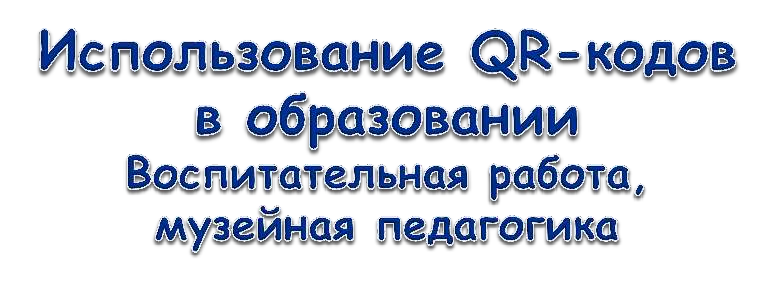 Использование QR-кодов
в образовании
Воспитательная работа,
музейная педагогика